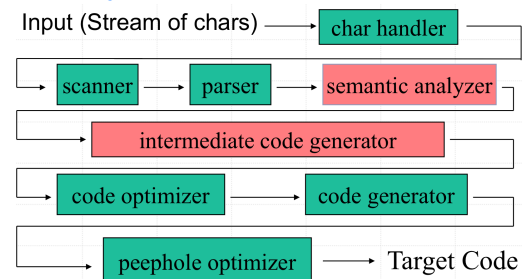 Input (Stream of chars)
char handler
scanner
parser
semantic analyzer
intermediate code generator
code optimizer
code generator
peephole optimizer
Target Code